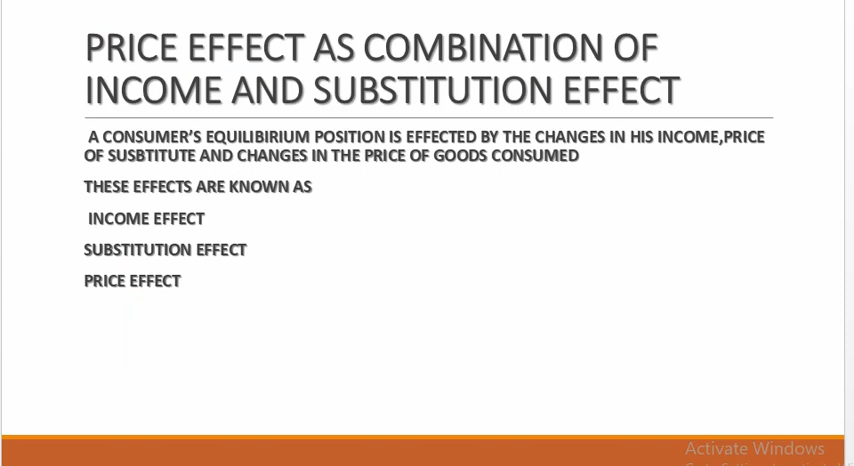 PRICE EFFECT AS COMBINATION OF
INCOME AND SUBSTITUTION EFFECT
A CONSUMER'S EQUILIBIRIUM POSITION IS EFFECTED BY THE CHANGES IN HIS INCOME,PRICE
OF SUSBTITUTE AND CHANGES IN THE PRICE OF GOODS CONSUMED
THESE EFFECTS ARE KNOWN AS
INCOME EFFECT
SUBSTITUTION EFFECT
PRICE EFFECT
Activate Windows